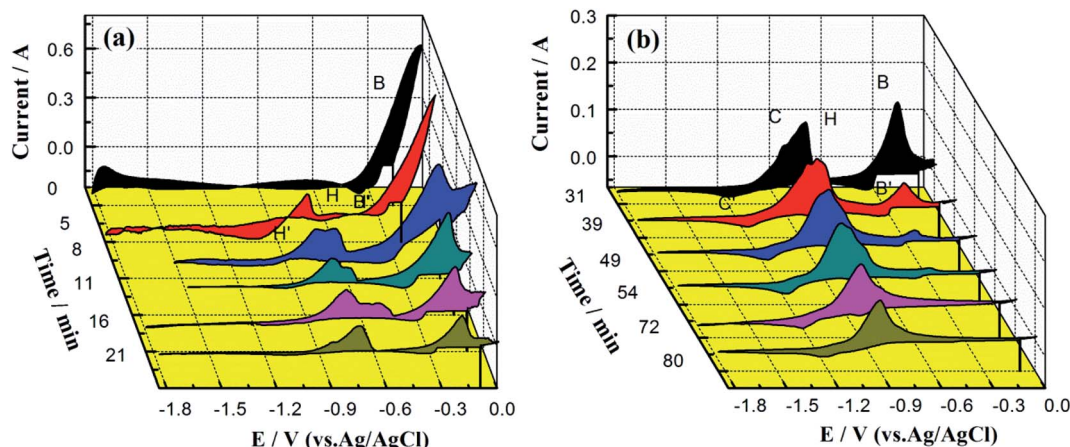 (a)
Current / A
0.6
0.3
0.0
B
H
B'
H'
0
5
8
11
16
21
Time / min
-1.8
-1.5
-1.2
-0.9
-0.6
-0.3
0.0
E / V (vs.Ag/AgCl)
(b)
Current / A
0.3
0.2
0.1
0.0
C
H
B
C'
B'
31
39
49
54
72
80
Time / min
-1.8
-1.5
-1.2
-0.9
-0.6
-0.3
0.0
E / V (vs.Ag/AgCl)